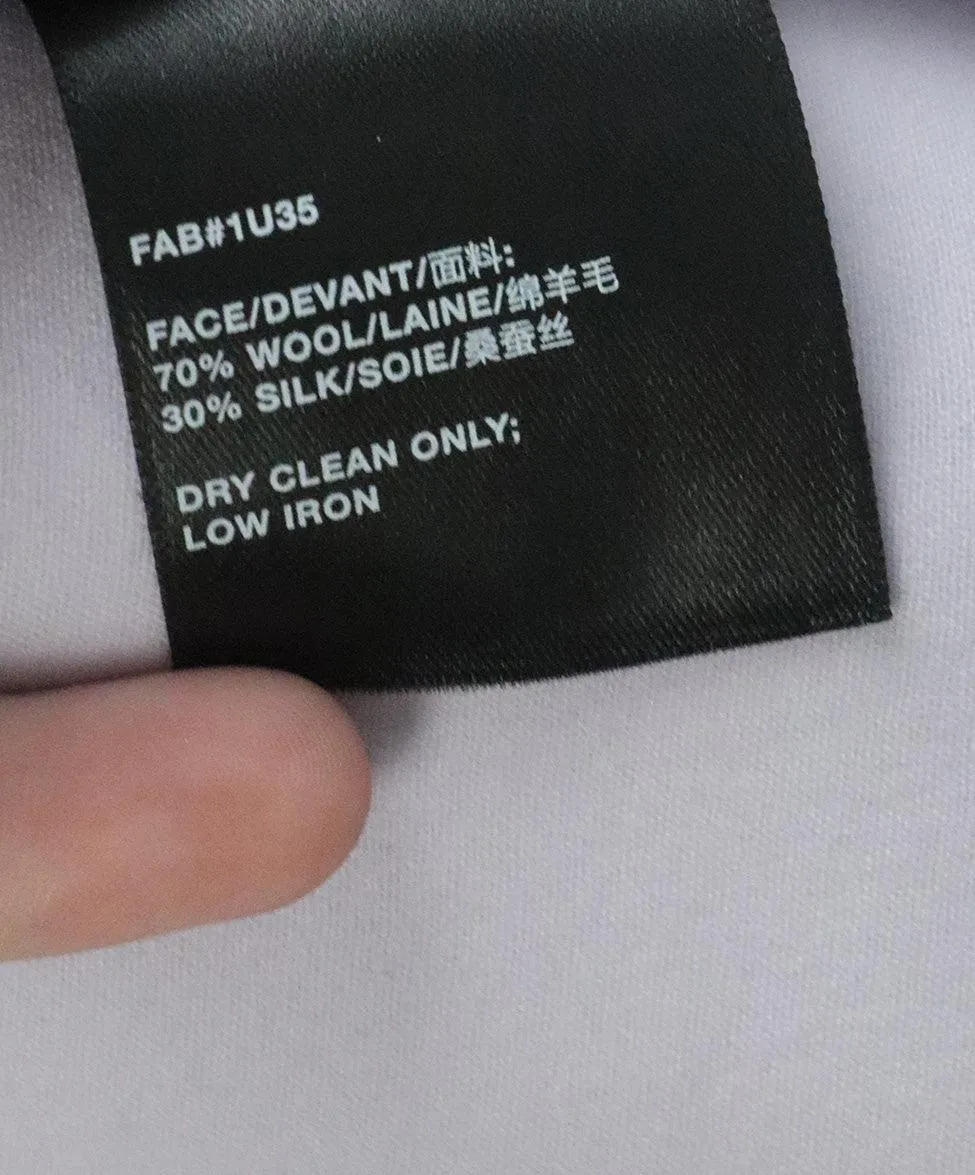 FAB#1U35
FACE/DEVANT/面料:
70% WOOL/LAINE/绵羊毛
30% SILK/SOIE/桑蚕丝
DRY CLEAN ONLY;
LOW IRON